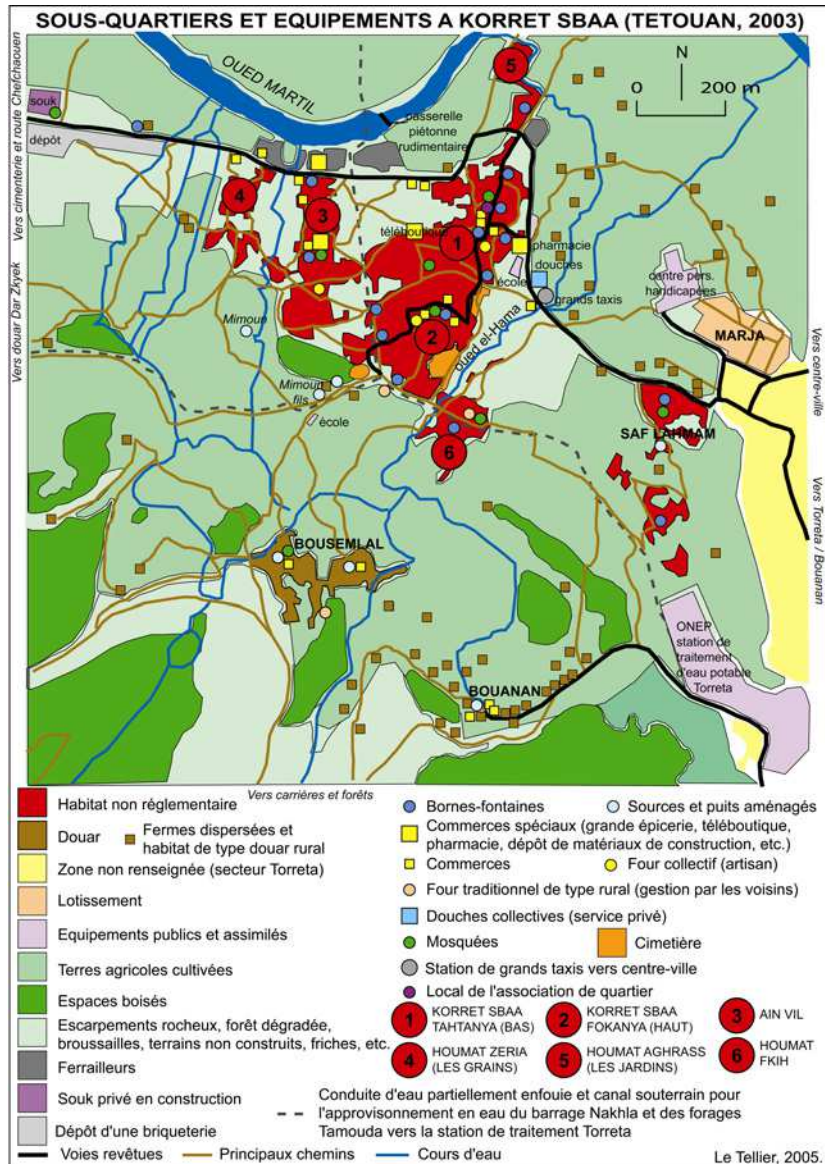 SOUS-QUARTIERS ET EQUIPEMENTS A KORRET SBAA (TETOUAN, 2003)
Vers cimenterie et route Chefchaouen
Vers douar Dar Zkyek
souk
dépôt
OUED MARTIL
passerelle
piétonne
rudimentaire
5
N
0 200 m
4
3
téléboutique
1
pharmacie
douches
école
grands taxis
centre pers.
handicapées
MARJA
Vers centre-ville
Mimoun
2
oued el-Hama
Mimoun
fils
école
6
SAF LAHMAM
Vers Torreta / Bouanan
BOUSEMLAL
ONEP
station de
traitement
d'eau potable
Torreta
BOUANAN
Vers carrières et forêts
Habitat non réglementaire
Douar
Fermes dispersées et
habitat de type douar rural
Zone non renseignée (secteur Torreta)
Lotissement
Equipements publics et assimilés
Terres agricoles cultivées
Espaces boisés
Escarpements rocheux, forêt dégradée,
broussailles, terrains non construits, friches, etc.
Ferrailleurs
Souk privé en construction
Dépôt d'une briqueterie
Bornes-fontaines
Sources et puits aménagés
Commerces spéciaux (grande épicerie, téléboutique,
pharmacie, dépôt de matériaux de construction, etc.)
Commerces
Four collectif (artisan)
Four traditionnel de type rural (gestion par les voisins)
Douches collectives (service privé)
Mosquées
Cimetière
Station de grands taxis vers centre-ville
Local de l'association de quartier
1 KORRET SBAA
TAHTANYA (BAS)
2 KORRET SBAA
FOKANYA (HAUT)
3 AIN VIL
4 HOUMAT ZERIA
(LES GRAINS)
5 HOUMAT AGHRASS
(LES JARDINS)
6 HOUMAT
FKIH
Conduite d'eau partiellement enfouie et canal souterrain pour
l'approvisionnement en eau du barrage Nakhla et des forages
Tamouda vers la station de traitement Torreta
Voies revêtues
Principaux chemins
Cours d'eau
Le Tellier, 2005.